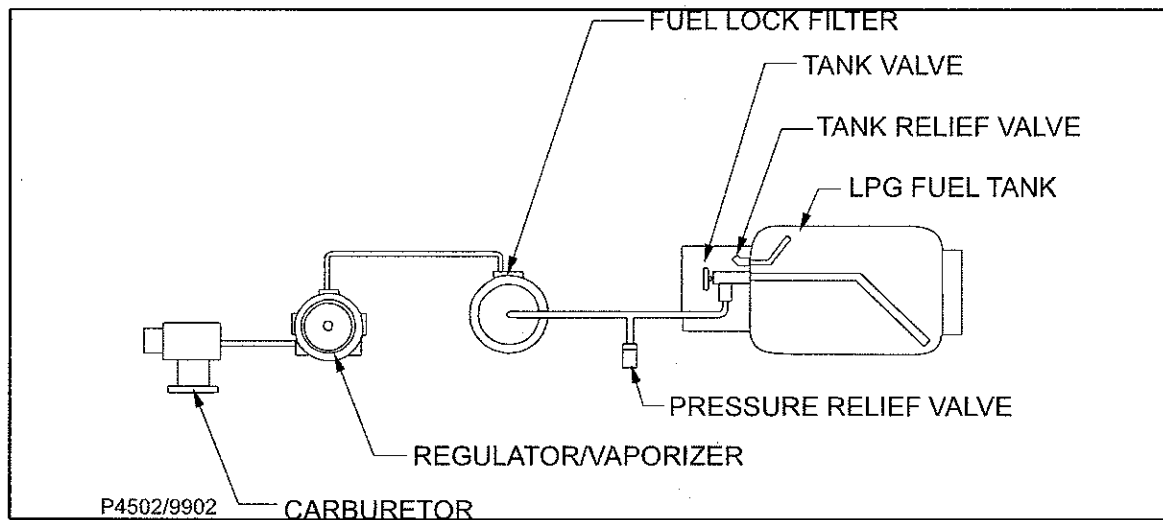 FUEL LOCK FILTER
TANK VALVE
TANK RELIEF VALVE
LPG FUEL TANK
PRESSURE RELIEF VALVE
REGULATOR/VAPORIZER
P4502/9902
CARBURETOR